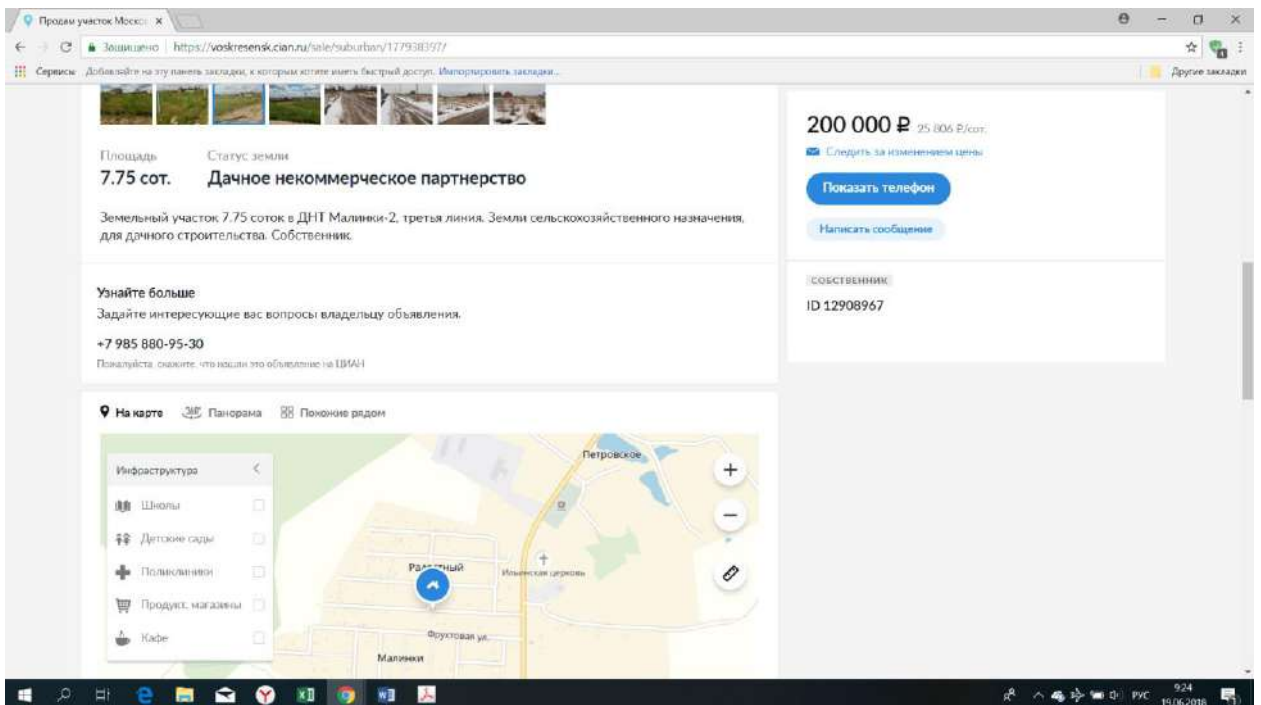 Продам участок Москс
Защищено https://voskresensk.cian.ru/sale/suburban/177938397/
Сервисы Добавляйте на эту панель закладки, к которым хотите иметь быстрый доступ. Импортировать закладки...
Другие закладки
Площадь Статус земли
7.75 сот. Дачное некоммерческое партнерство
Земельный участок 7.75 соток в ДНТ Малинки-2, третья линия. Земли сельскохозяйственного назначения,
для дачного строительства. Собственник.
Узнайте больше
Задайте интересующие вас вопросы владельцу объявления.
+7 985 880-95-30
Пожалуйста, скажите, что нашли это объявление на ЦИАН
200 000 ₽ 25 806 ₽/сот.
Следить за изменением цены
Показать телефон
Написать сообщение
СОБСТВЕННИК
ID 12908967
На карте 360° Панорама Похожие рядом
Инфраструктура
Школы
Детские сады
Поликлиники
Продукт. магазины
Кафе
Петровское
Ильинская церковь
Фруктовая ул.
Малинки
РУС
9:24
19.06.2018